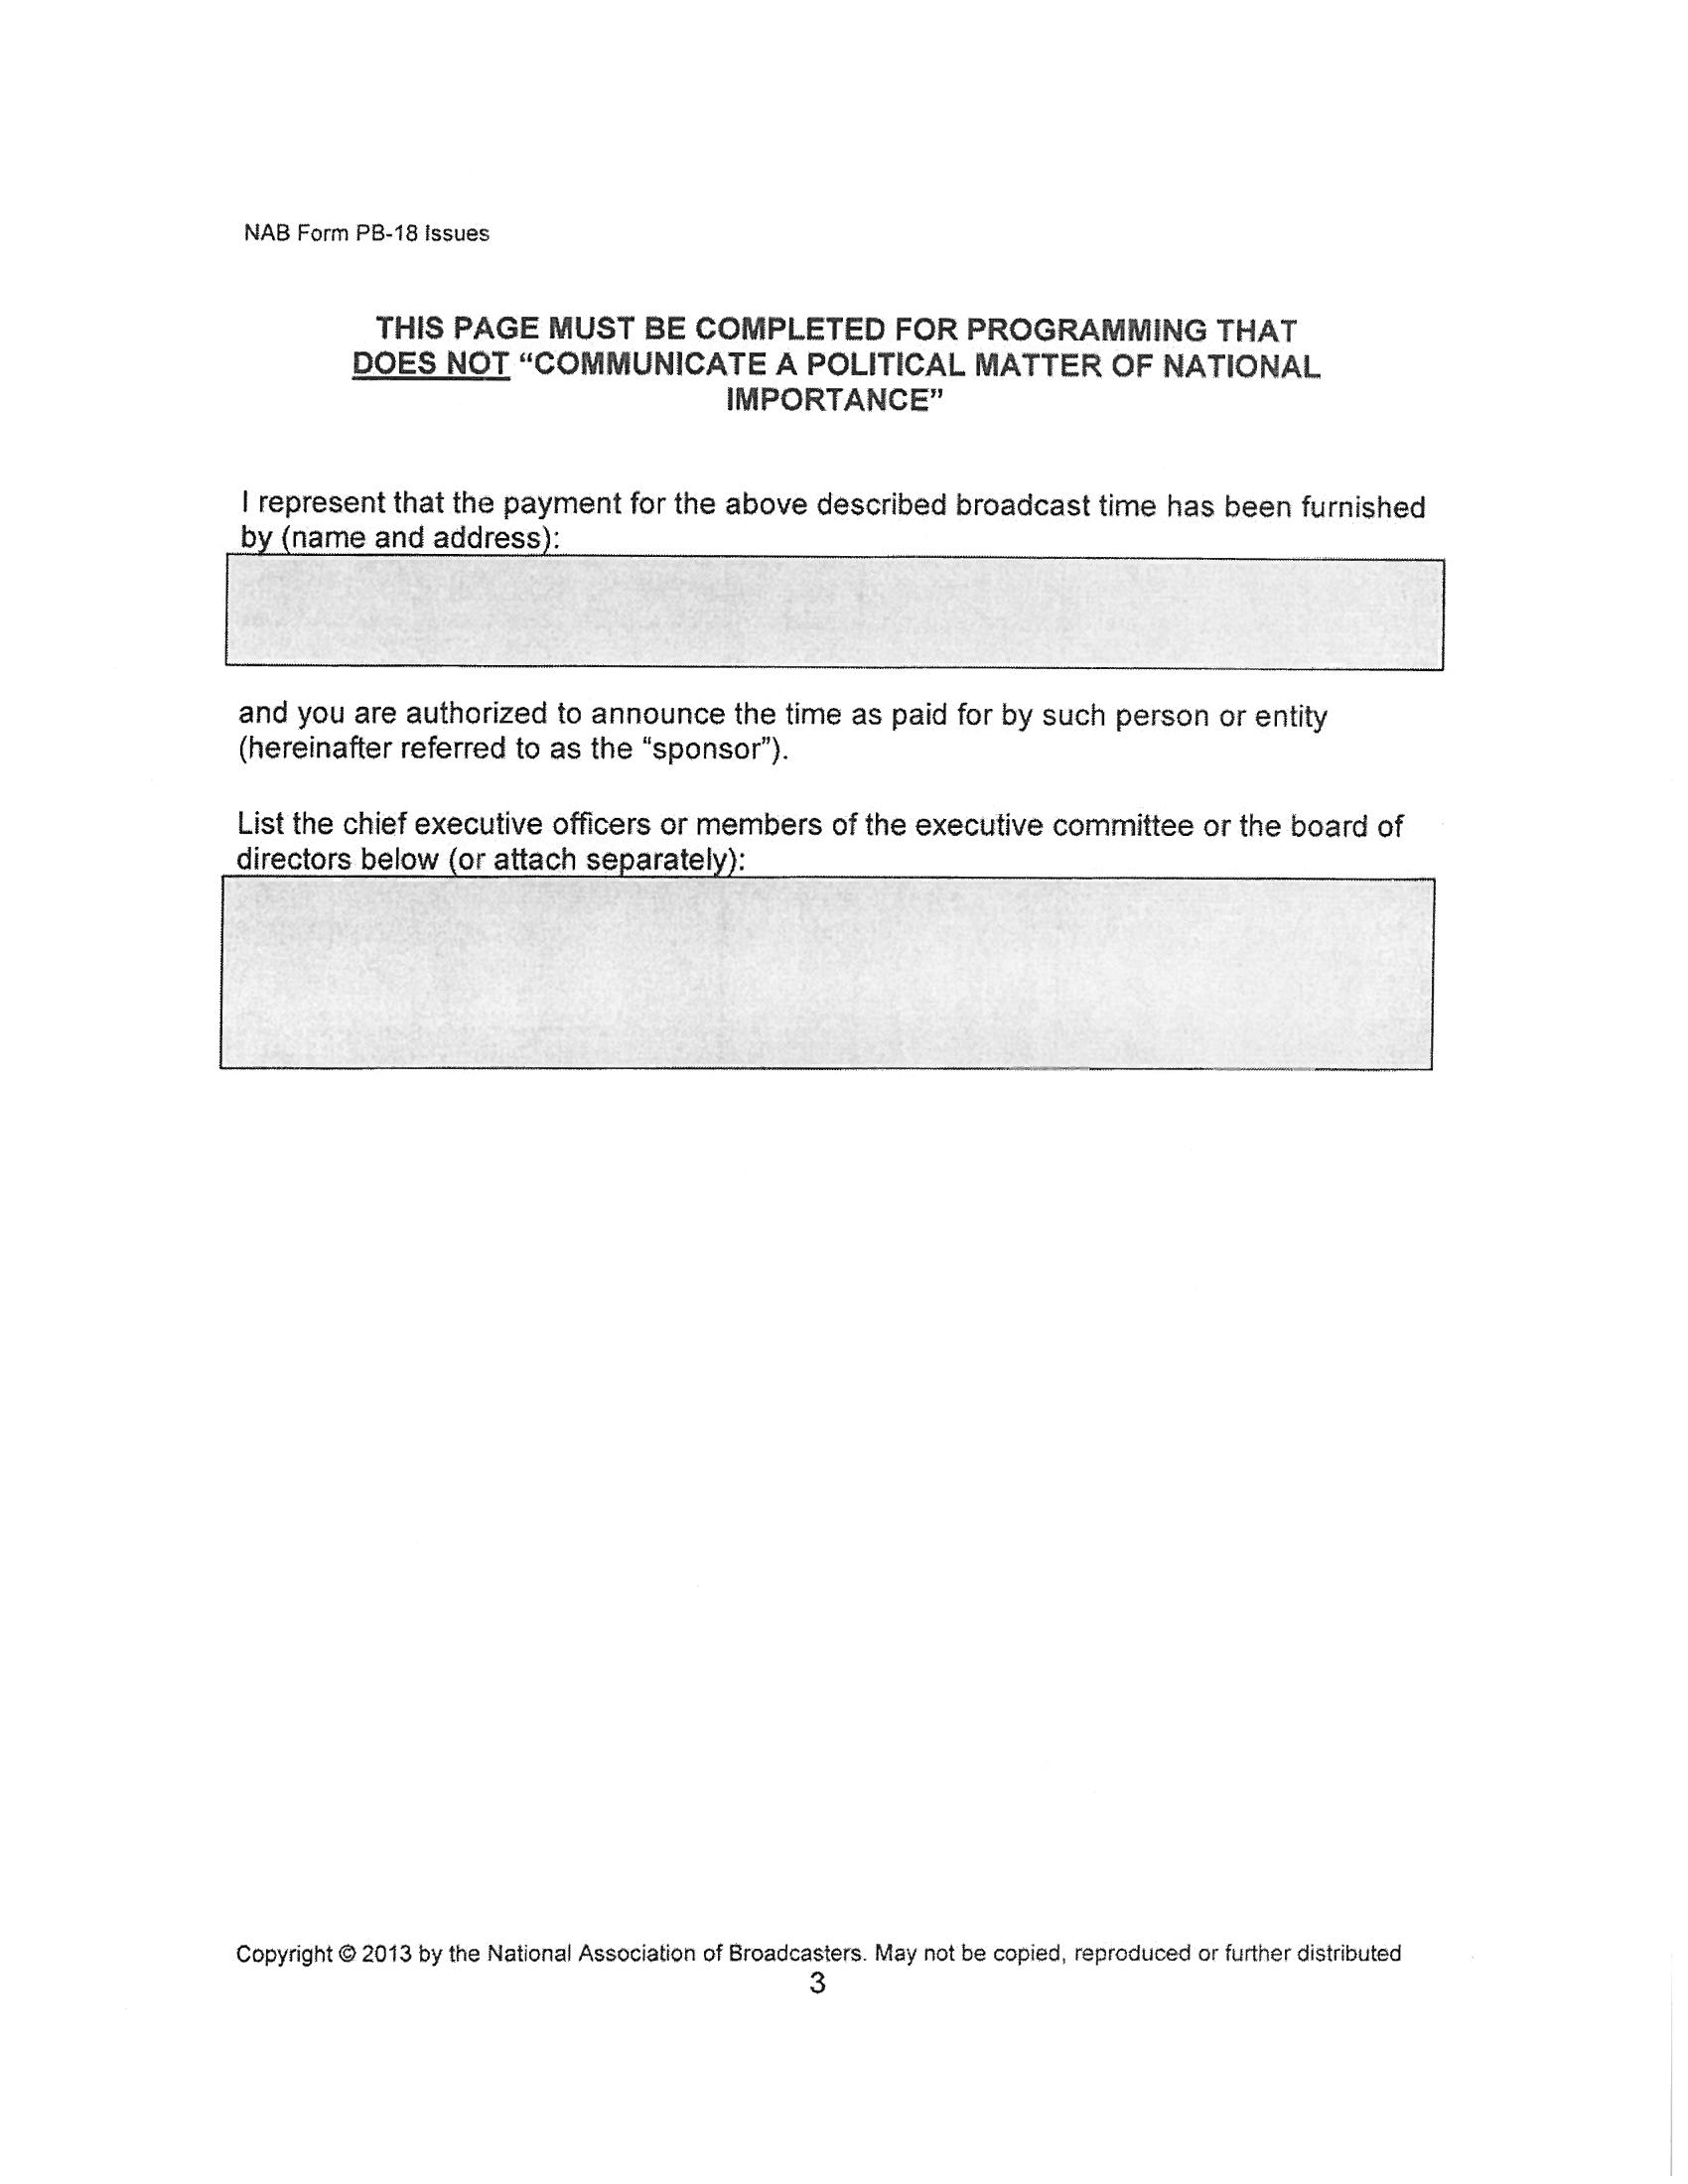 NAB Form PB-18 Issues
THIS PAGE MUST BE COMPLETED FOR PROGRAMMING THAT
DOES NOT “COMMUNICATE A POLITICAL MATTER OF NATIONAL
IMPORTANCE”
I represent that the payment for the above described broadcast time has been furnished
by (name and address):
and you are authorized to announce the time as paid for by such person or entity
(hereinafter referred to as the “sponsor”).
List the chief executive officers or members of the executive committee or the board of
directors below (or attach separately):
Copyright © 2013 by the National Association of Broadcasters. May not be copied, reproduced or further distributed
3